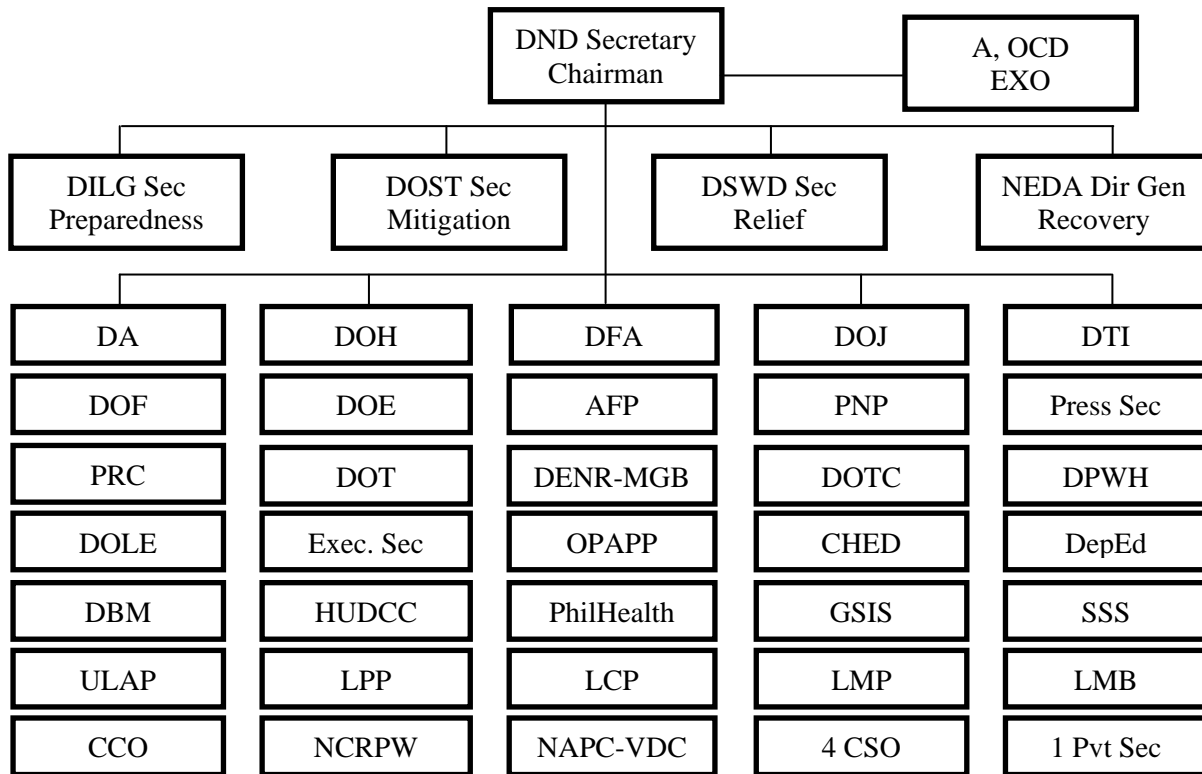 DND Secretary
Chairman
A, OCD
EXO
DILG Sec
Preparedness
DOST Sec
Mitigation
DSWD Sec
Relief
NEDA Dir Gen
Recovery
DA
DOH
DFA
DOJ
DTI
DOF
DOE
AFP
PNP
Press Sec
PRC
DOT
DENR-MGB
DOTC
DPWH
DOLE
Exec. Sec
OPAPP
CHED
DepEd
DBM
HUDCC
PhilHealth
GSIS
SSS
ULAP
LPP
LCP
LMP
LMB
CCO
NCRPW
NAPC-VDC
4 CSO
1 Pvt Sec